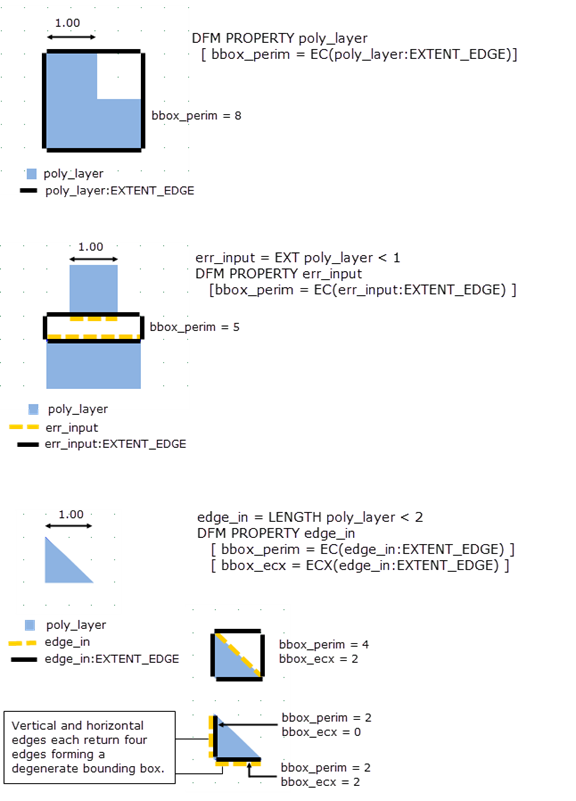 1.00
DFM PROPERTY poly_layer
[ bbox_perim = EC(poly_layer:EXTENT_EDGE)]
bbox_perim = 8
poly_layer
poly_layer:EXTENT_EDGE
1.00
err_input = EXT poly_layer < 1
DFM PROPERTY err_input
[bbox_perim = EC(err_input:EXTENT_EDGE) ]
bbox_perim = 5
poly_layer
err_input
err_input:EXTENT_EDGE
1.00
edge_in = LENGTH poly_layer < 2
DFM PROPERTY edge_in
[ bbox_perim = EC(edge_in:EXTENT_EDGE) ]
[ bbox_ecx = ECX(edge_in:EXTENT_EDGE) ]
poly_layer
edge_in
edge_in:EXTENT_EDGE
bbox_perim = 4
bbox_ecx = 2
Vertical and horizontal
edges each return four
edges forming a
degenerate bounding box.
bbox_perim = 2
bbox_ecx = 0
bbox_perim = 2
bbox_ecx = 2